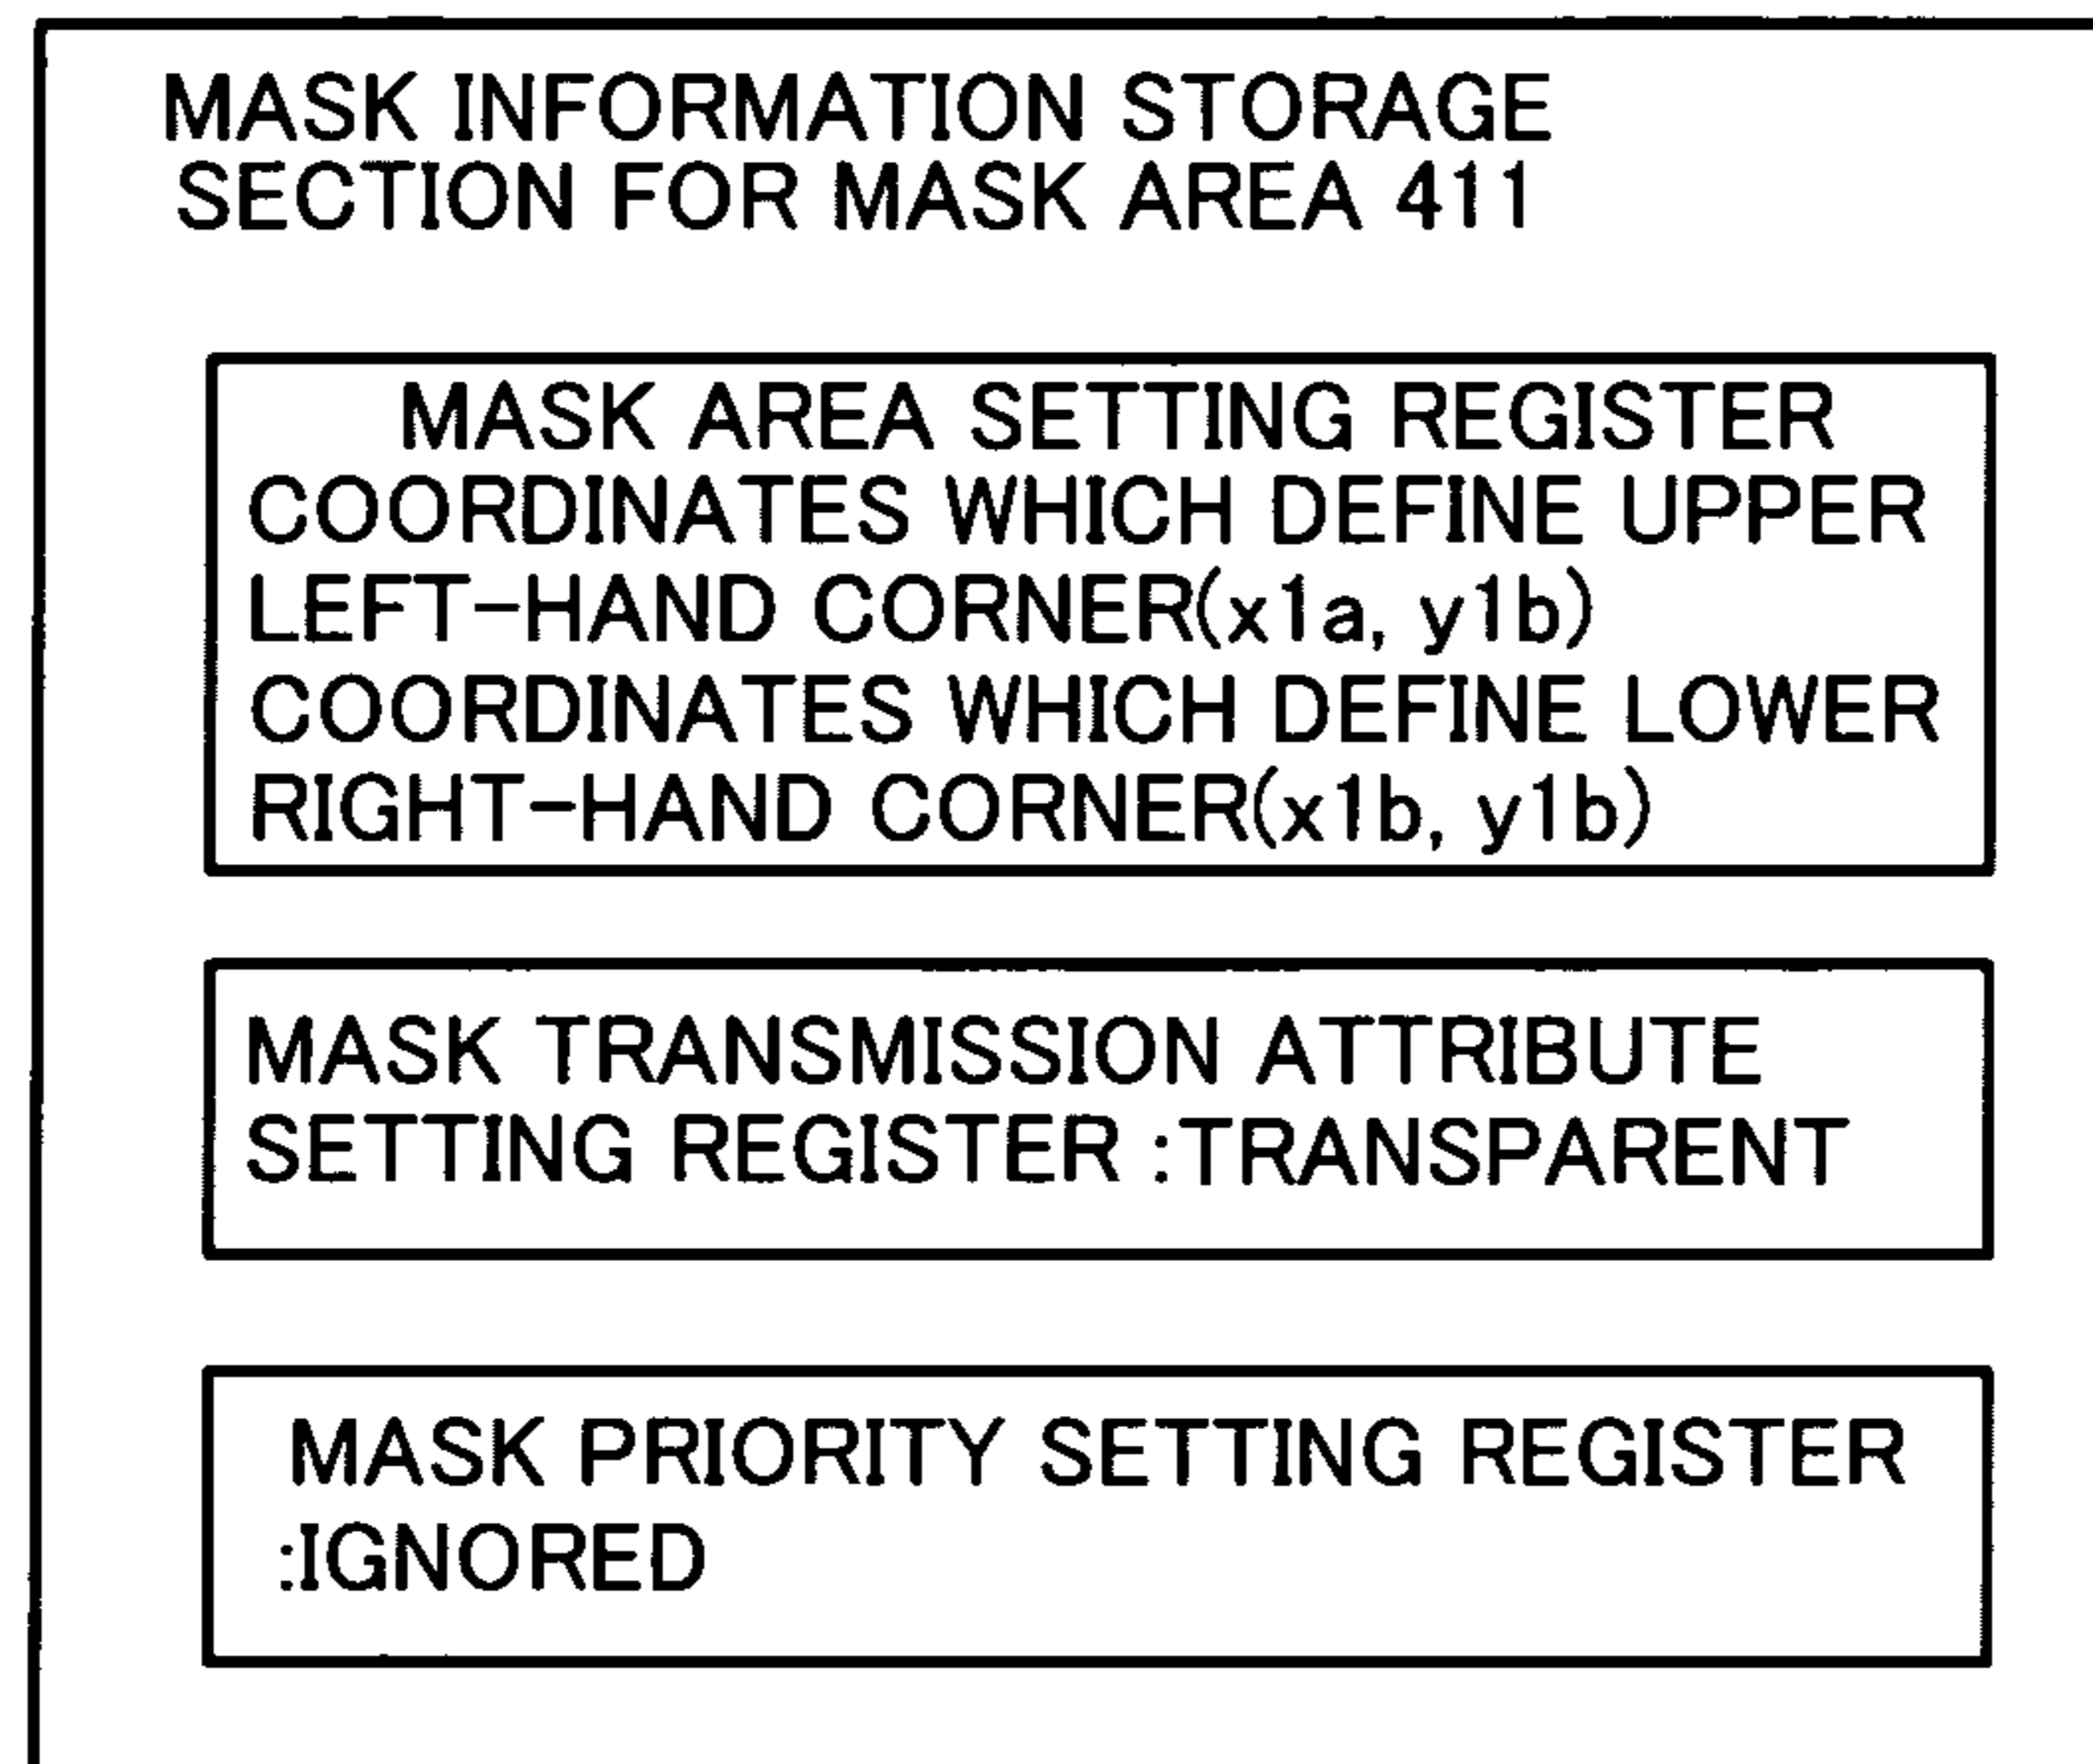 MASK INFORMATION STORAGE
SECTION FOR MASK AREA 411
MASK AREA SETTING REGISTER
COORDINATES WHICH DEFINE UPPER
LEFT-HAND CORNER(x1a, y1b)
COORDINATES WHICH DEFINE LOWER
RIGHT-HAND CORNER(x1b, y1b)
MASK TRANSMISSION ATTRIBUTE
SETTING REGISTER :TRANSPARENT
MASK PRIORITY SETTING REGISTER
:IGNORED